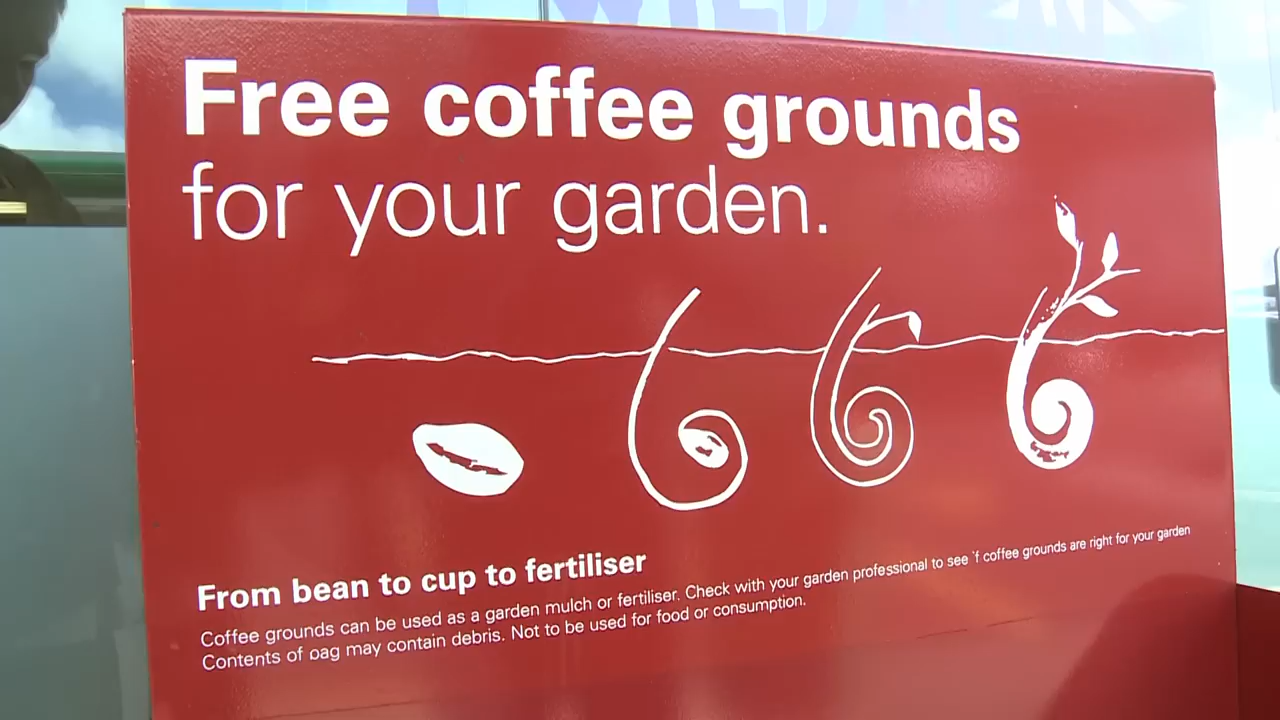 Free coffee grounds
for your garden.
From bean to cup to fertiliser
Coffee grounds can be used as a garden mulch or fertiliser. Check with your garden professional to see if coffee grounds are right for your garden
Contents of bag may contain debris. Not to be used for food or consumption.